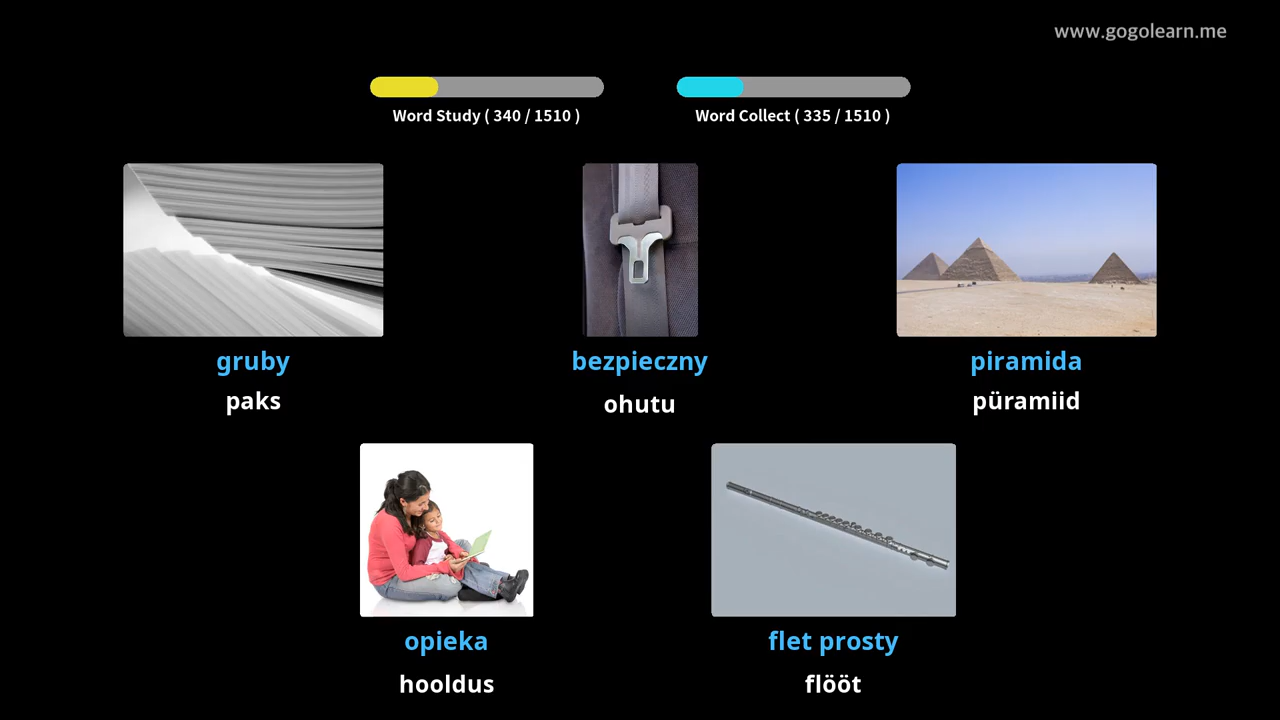 www.gogolearn.me
Word Study ( 340 / 1510 )
Word Collect ( 335 / 1510 )
gruby
paks
bezpieczny
ohutu
piramida
püramiid
opieka
hooldus
flet prosty
flööt